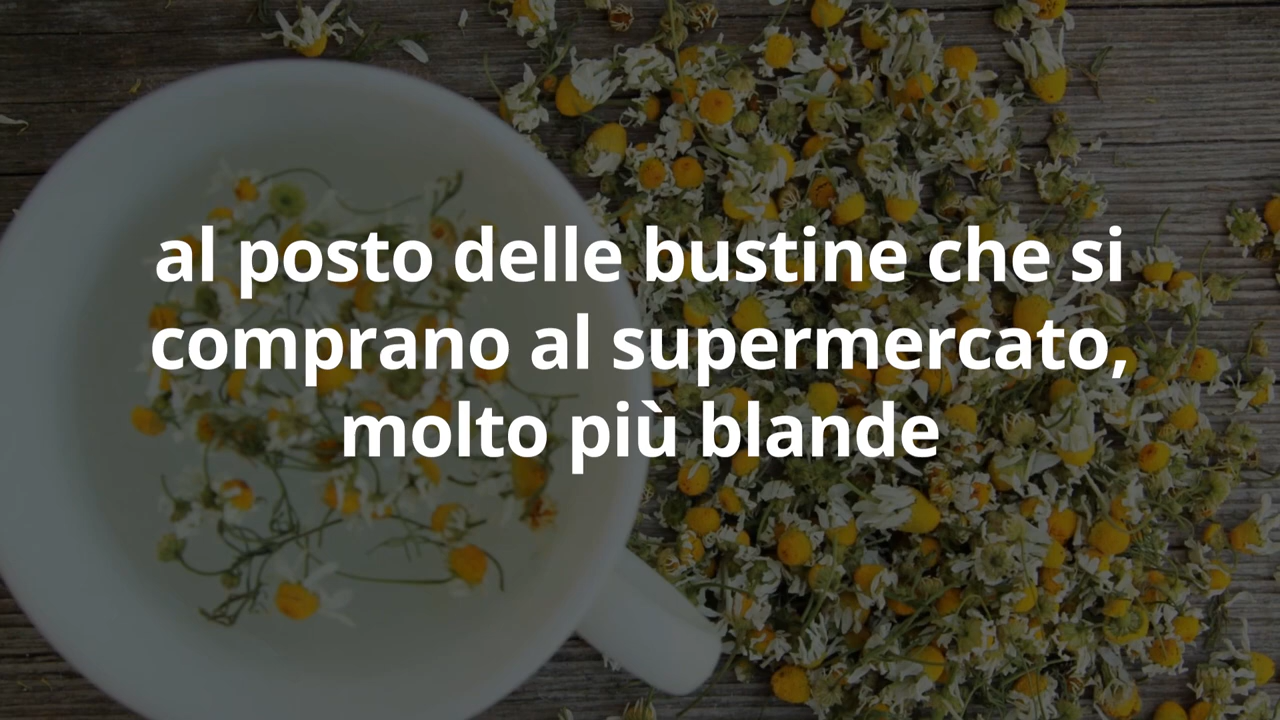 al posto delle bustine che si
comprano al supermercato,
molto più blande